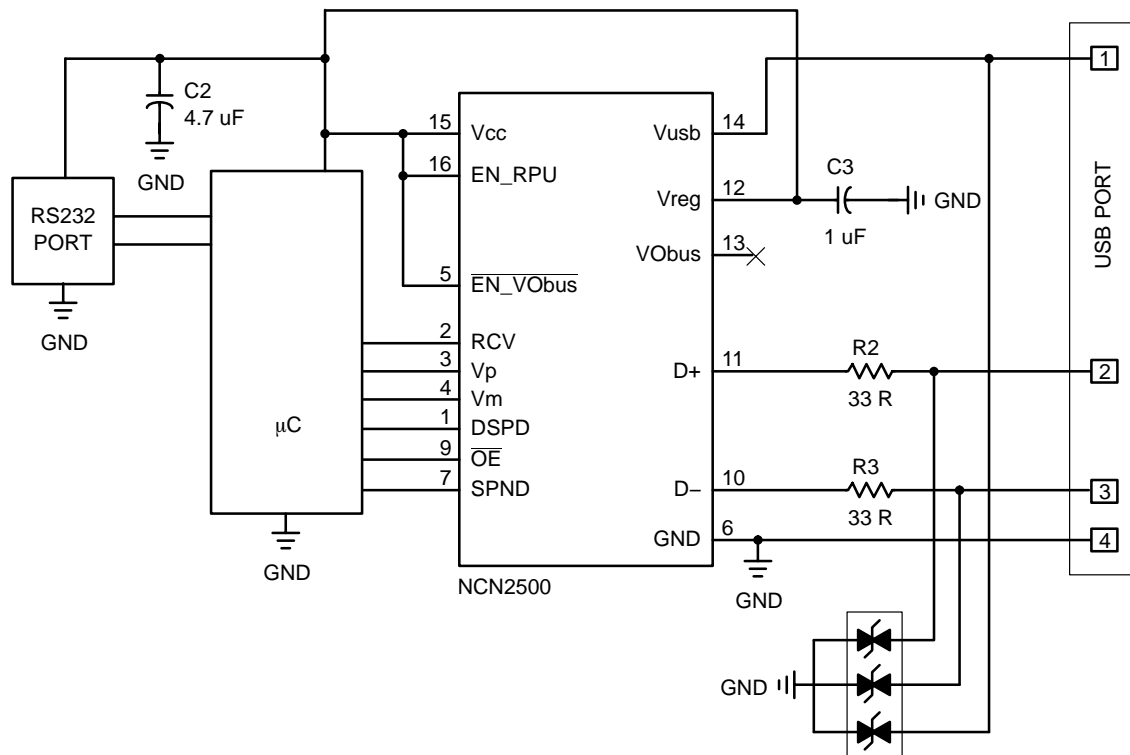 C2
4.7 uF
GND
RS232
PORT
GND
μC
GND
15
Vcc
16
EN_RPU
5
EN_VObus
2
RCV
3
Vp
4
Vm
1
DSPD
9
OE
7
SPND
Vusb
14
Vreg
12
VObus
13
D+
11
D–
10
GND
6
NCN2500
C3
1 uF
GND
R2
33 R
R3
33 R
GND
GND
USB PORT
1
2
3
4